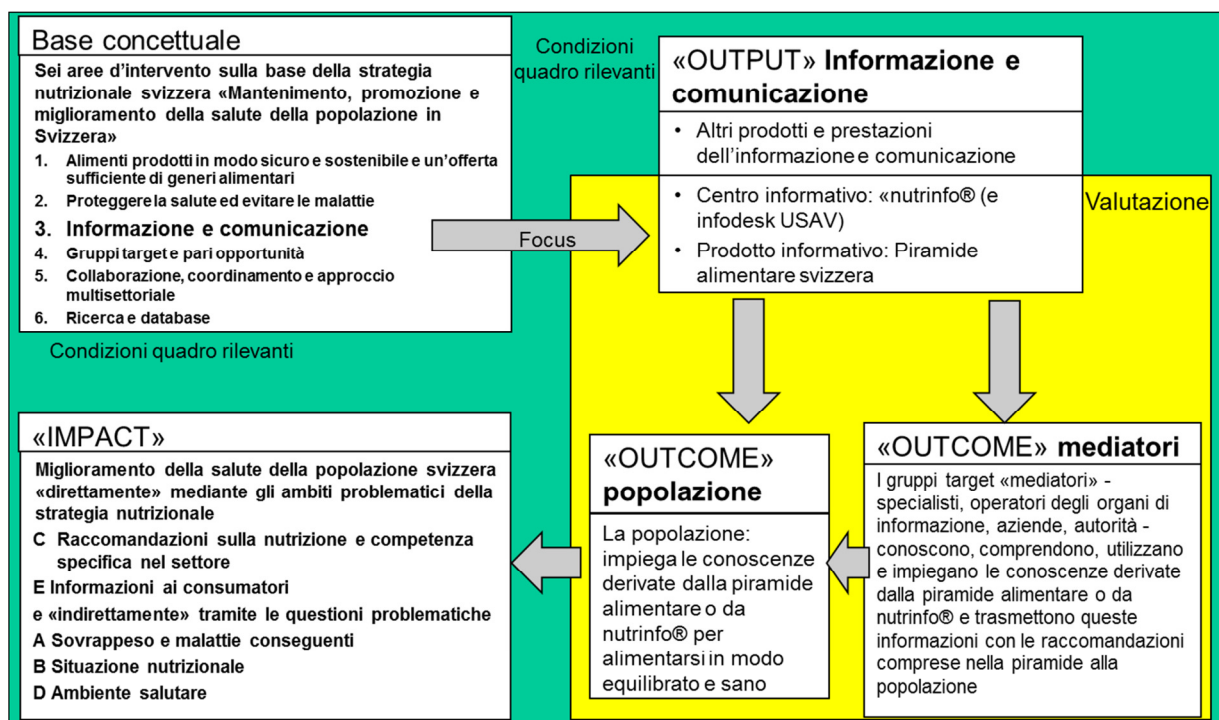 Base concettuale
Sei aree d'intervento sulla base della strategia
nutrizionale svizzera «Mantenimento, promozione e
miglioramento della salute della popolazione in
Svizzera»
1. Alimenti prodotti in modo sicuro e sostenibile e un'offerta
sufficiente di generi alimentari
2. Proteggere la salute ed evitare le malattie
3. Informazione e comunicazione
4. Gruppi target e pari opportunità
5. Collaborazione, coordinamento e approccio
multisettoriale
6. Ricerca e database
Condizioni quadro rilevanti
Condizioni
quadro rilevanti
Focus
«OUTPUT» Informazione e
comunicazione
• Altri prodotti e prestazioni
dell'informazione e comunicazione
• Centro informativo: «nutrinfo® (e
infodesk USAV)
• Prodotto informativo: Piramide
alimentare svizzera
Valutazione
«IMPACT»
Miglioramento della salute della popolazione svizzera
«direttamente» mediante gli ambiti problematici della
strategia nutrizionale
C Raccomandazioni sulla nutrizione e competenza
specifica nel settore
E Informazioni ai consumatori
e «indirettamente» tramite le questioni problematiche
A Sovrappeso e malattie conseguenti
B Situazione nutrizionale
D Ambiente salutare
«OUTCOME»
popolazione
La popolazione:
impiega le conoscenze
derivate dalla piramide
alimentare o da
nutrinfo® per
alimentarsi in modo
equilibrato e sano
«OUTCOME» mediatori
I gruppi target «mediatori» -
specialisti, operatori degli organi di
informazione, aziende, autorità -
conoscono, comprendono, utilizzano
e impiegano le conoscenze derivate
dalla piramide alimentare o da
nutrinfo® e trasmettono queste
informazioni con le raccomandazioni
comprese nella piramide alla
popolazione